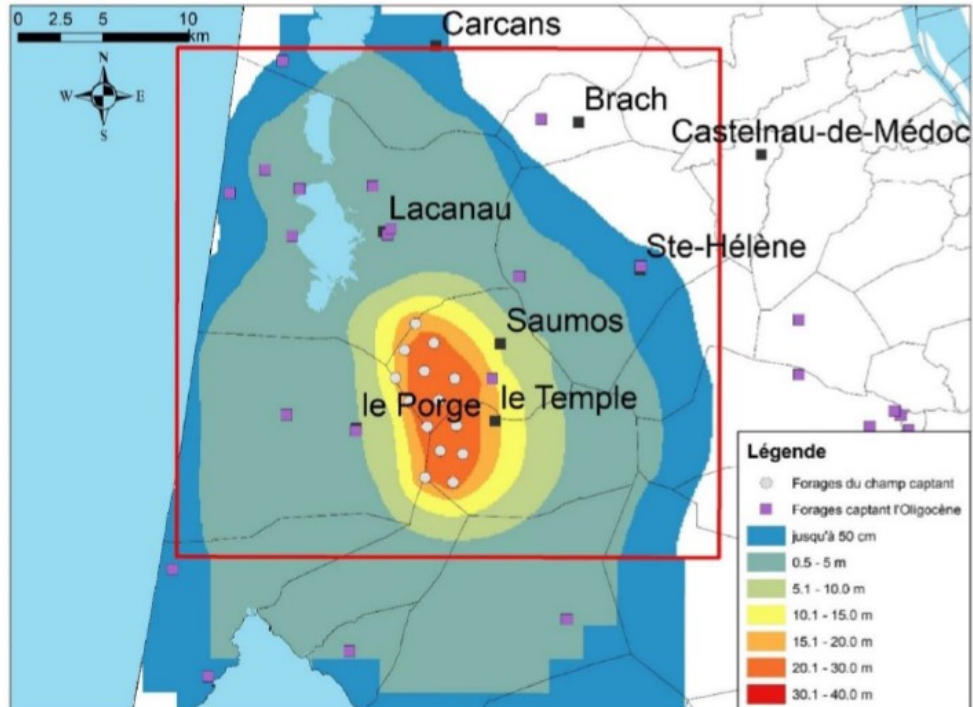 0 2.5 5 10
km
N
W E
S
Carcans
Brach
Castelnau-de-Médoc
Lacanau
Ste-Hélène
Saumos
le Porge
le Temple
Légende
Forages du champ captant
Forages captant l'Oligocène
jusqu'à 50 cm
0.5 - 5 m
5.1 - 10.0 m
10.1 - 15.0 m
15.1 - 20.0 m
20.1 - 30.0 m
30.1 - 40.0 m